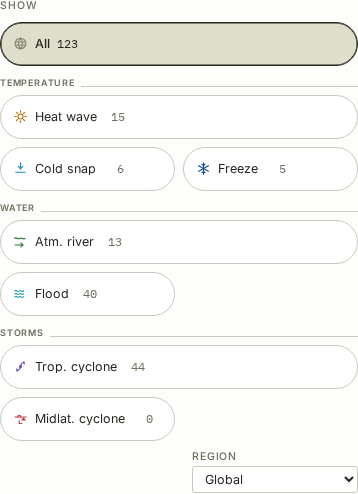 SHOW
All 123
TEMPERATURE
Heat wave 15
Cold snap 6 Freeze 5
WATER
Atm. river 13
Flood 40
STORMS
Trop. cyclone 44
Midlat. cyclone 0
REGION
Global